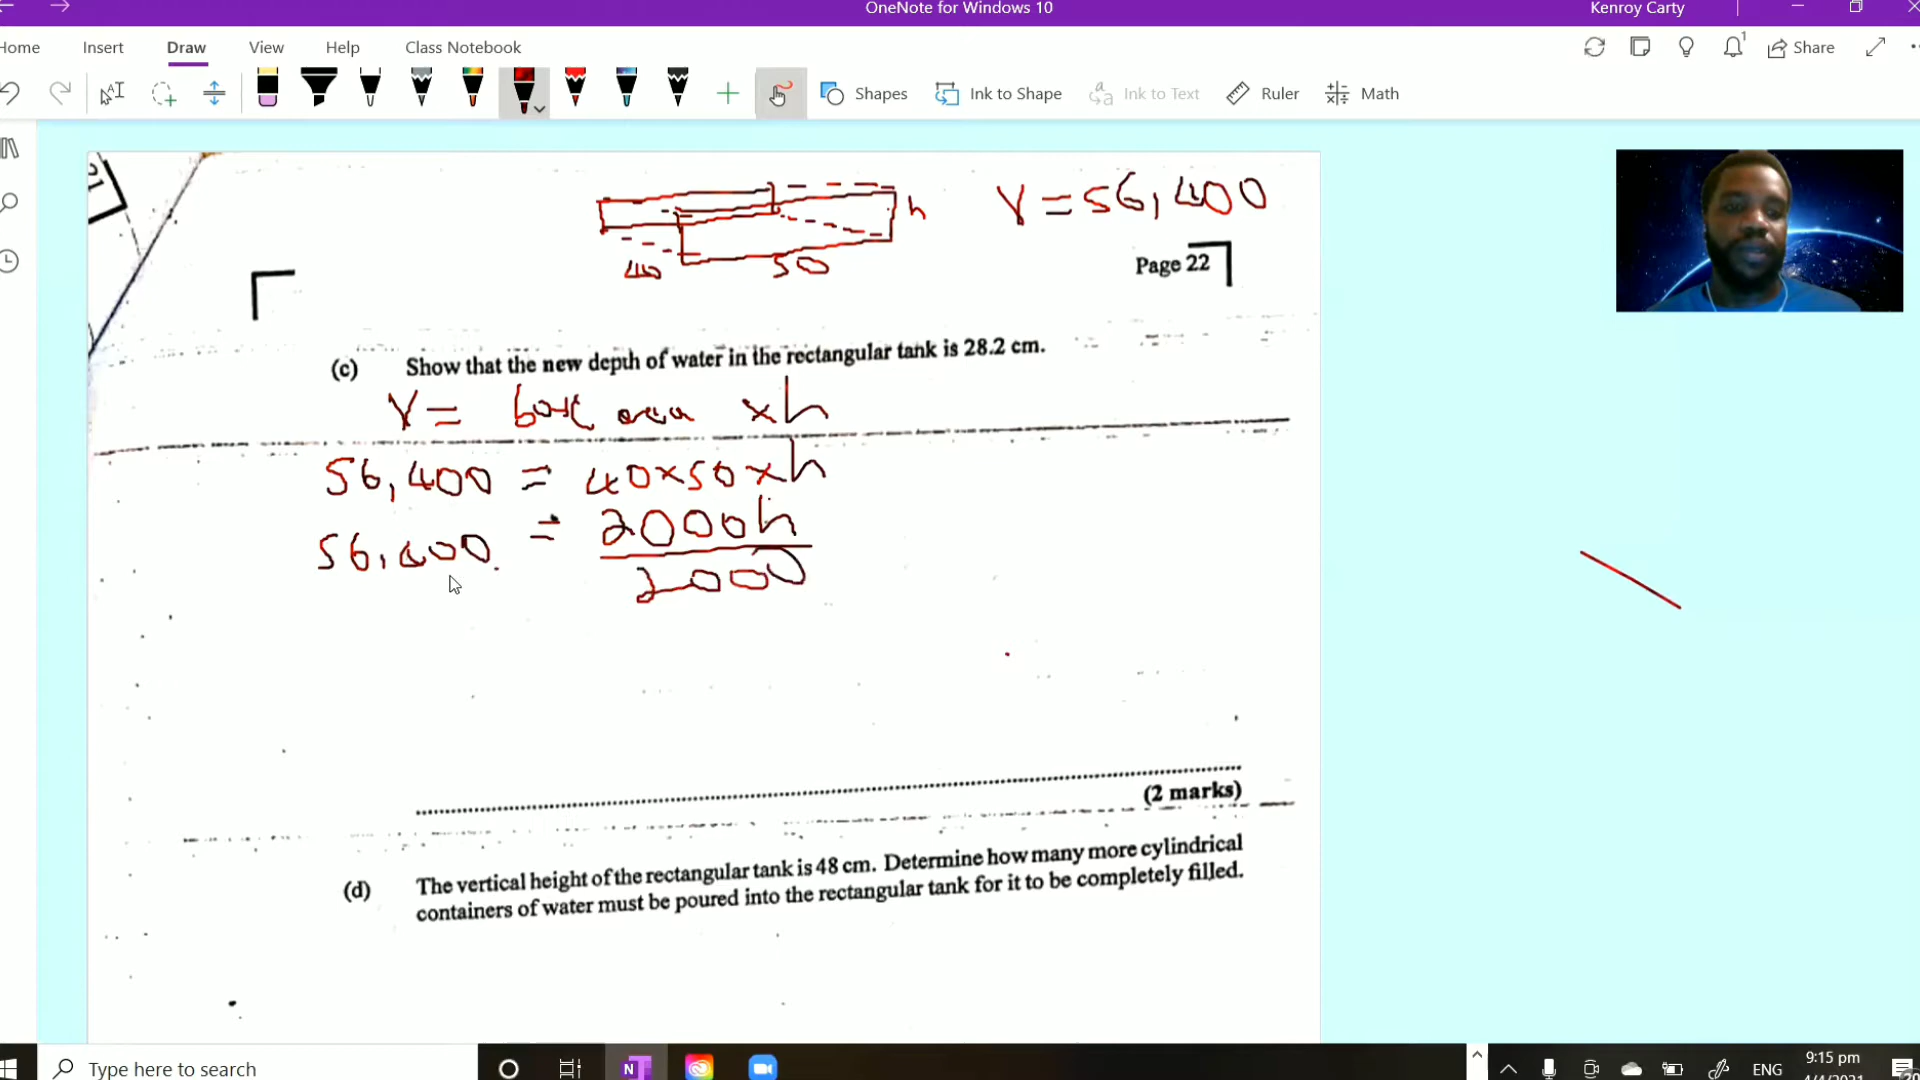 OneNote for Windows 10
Kenroy Carty
Home Insert Draw View Help Class Notebook
1
Share
Shapes Ink to Shape Ink to Text Ruler Math
h
V = 56,400
40 50
Page 22
(c) Show that the new depth of water in the rectangular tank is 28.2 cm.
V = base area x h
56,400 = 40 x 50 x h
56,400 = 2000h
2000
(2 marks)
(d) The vertical height of the rectangular tank is 48 cm. Determine how many more cylindrical
containers of water must be poured into the rectangular tank for it to be completely filled.
Type here to search
ENG
9:15 pm